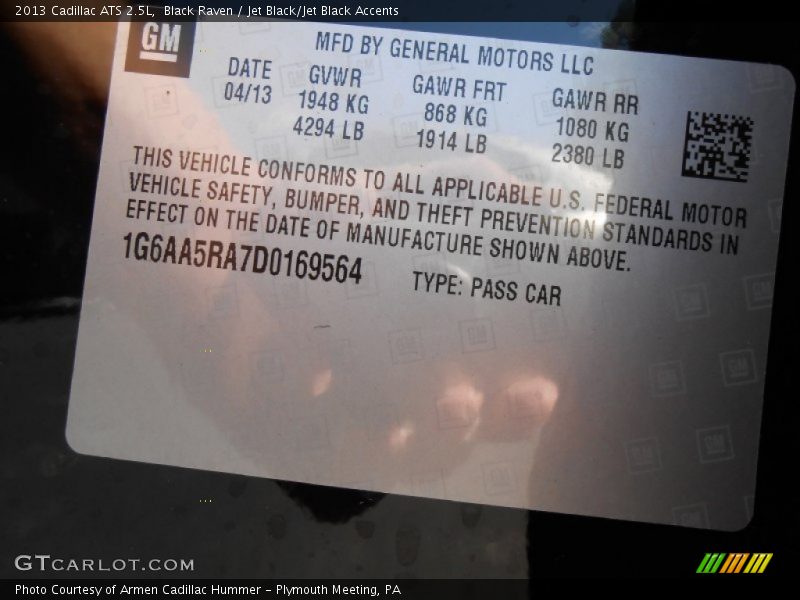 2013 Cadillac ATS 2.5L, Black Raven / Jet Black/Jet Black Accents
GM
MFD BY GENERAL MOTORS LLC
DATE GVWR GAWR FRT GAWR RR
04/13 1948 KG 868 KG 1080 KG
4294 LB 1914 LB 2380 LB
THIS VEHICLE CONFORMS TO ALL APPLICABLE U.S. FEDERAL MOTOR
VEHICLE SAFETY, BUMPER, AND THEFT PREVENTION STANDARDS IN
EFFECT ON THE DATE OF MANUFACTURE SHOWN ABOVE.
1G6AA5RA7D0169564 TYPE: PASS CAR
GTCARLOT.COM
Photo Courtesy of Armen Cadillac Hummer - Plymouth Meeting, PA